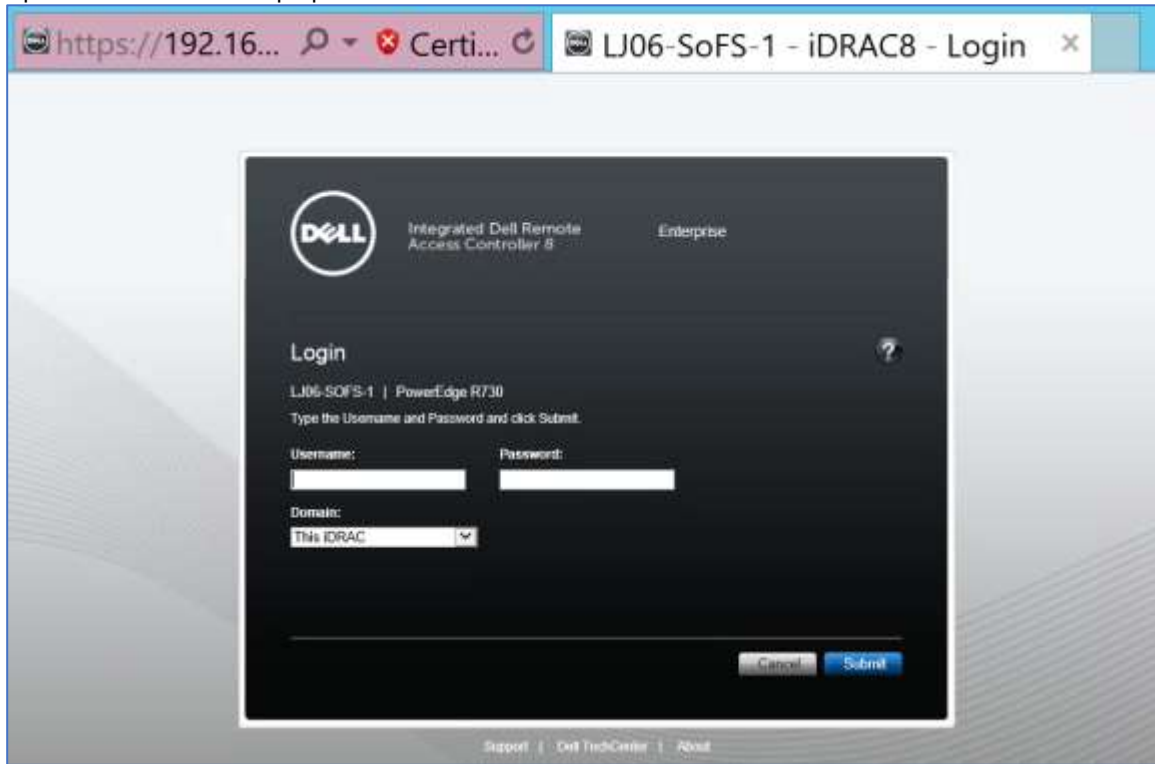 https://192.16... Certi... LJ06-SoFS-1 - iDRAC8 - Login
DELL
Integrated Dell Remote
Access Controller 8
Enterprise
Login
?
LJ06-SOFS-1 | PowerEdge R730
Type the Username and Password and click Submit.
Username: Password:
Domain:
This iDRAC
Cancel Submit
Support | Dell TechCenter | About